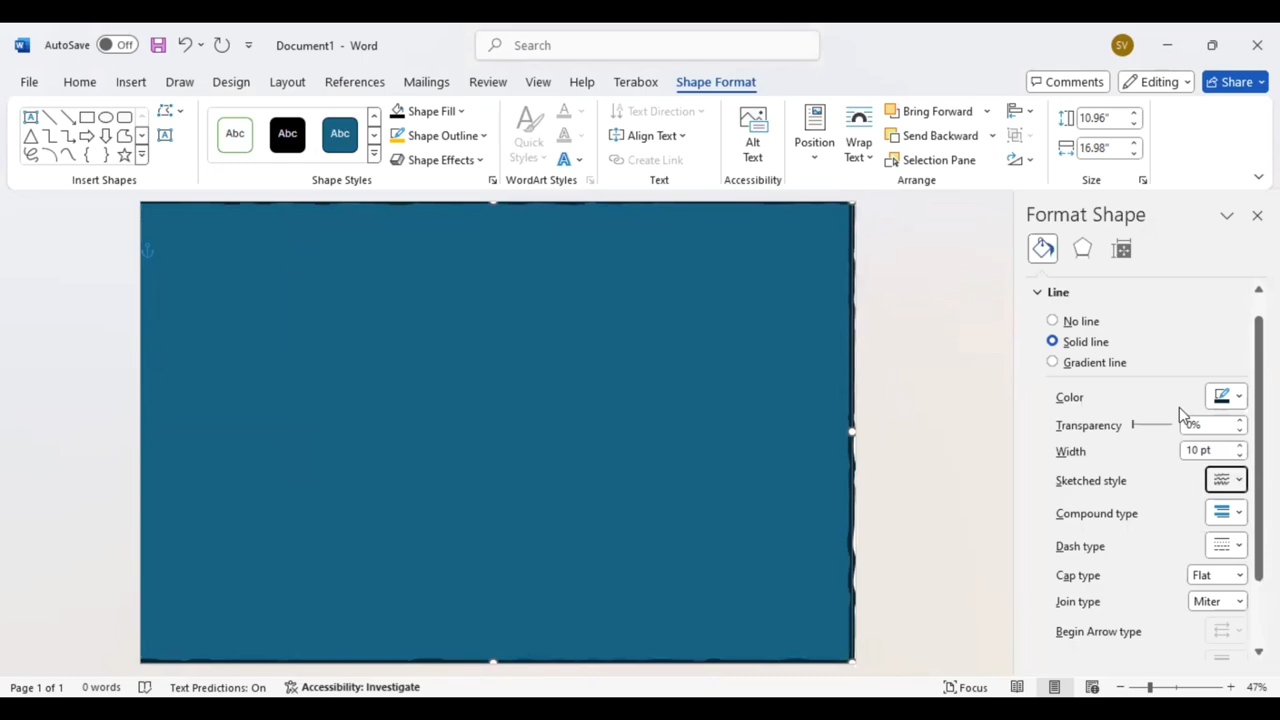 AutoSave Off Document1 - Word Search SV
File Home Insert Draw Design Layout References Mailings Review View Help Terabox Shape Format Comments Editing Share
Abc Abc Abc
Shape Fill
Shape Outline
Shape Effects
Quick
Styles
Text Direction
Align Text
Create Link
Alt
Text
Position
Wrap
Text
Bring Forward
Send Backward
Selection Pane
10.96"
16.98"
Insert Shapes Shape Styles WordArt Styles Text Accessibility Arrange Size
Format Shape
Line
No line
Solid line
Gradient line
Color
Transparency 0%
Width 10 pt
Sketched style
Compound type
Dash type
Cap type Flat
Join type Miter
Begin Arrow type
Page 1 of 1 0 words Text Predictions: On Accessibility: Investigate Focus 47%